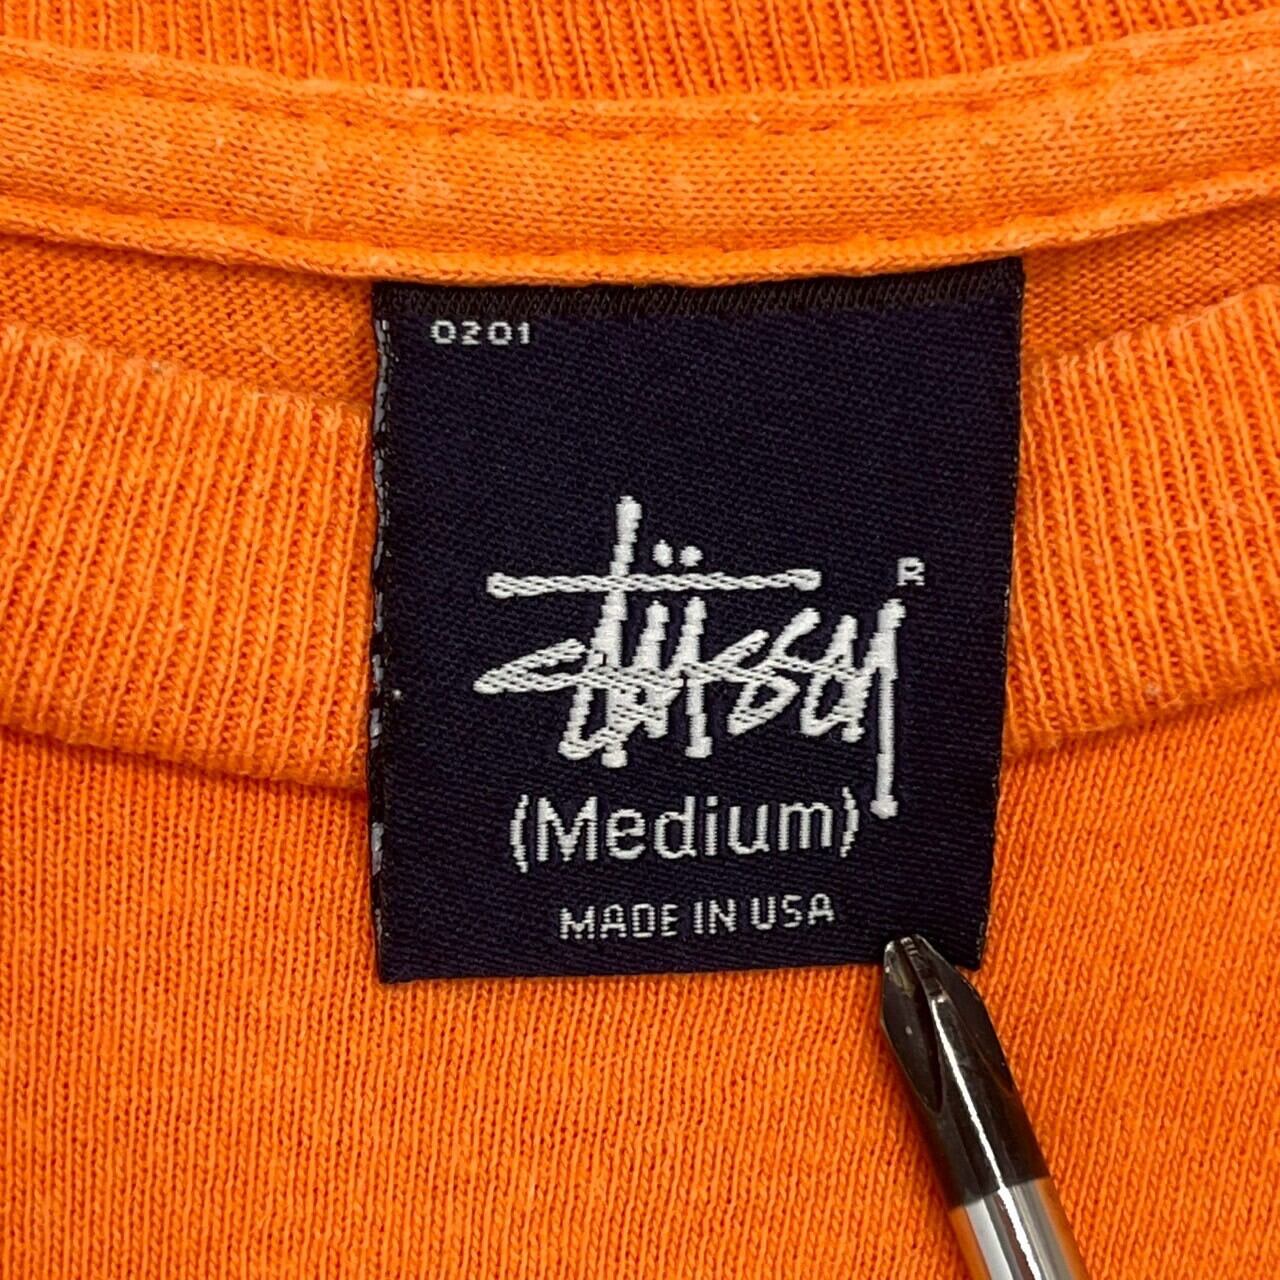 0201
Stüssy
R
(Medium)
MADE IN USA